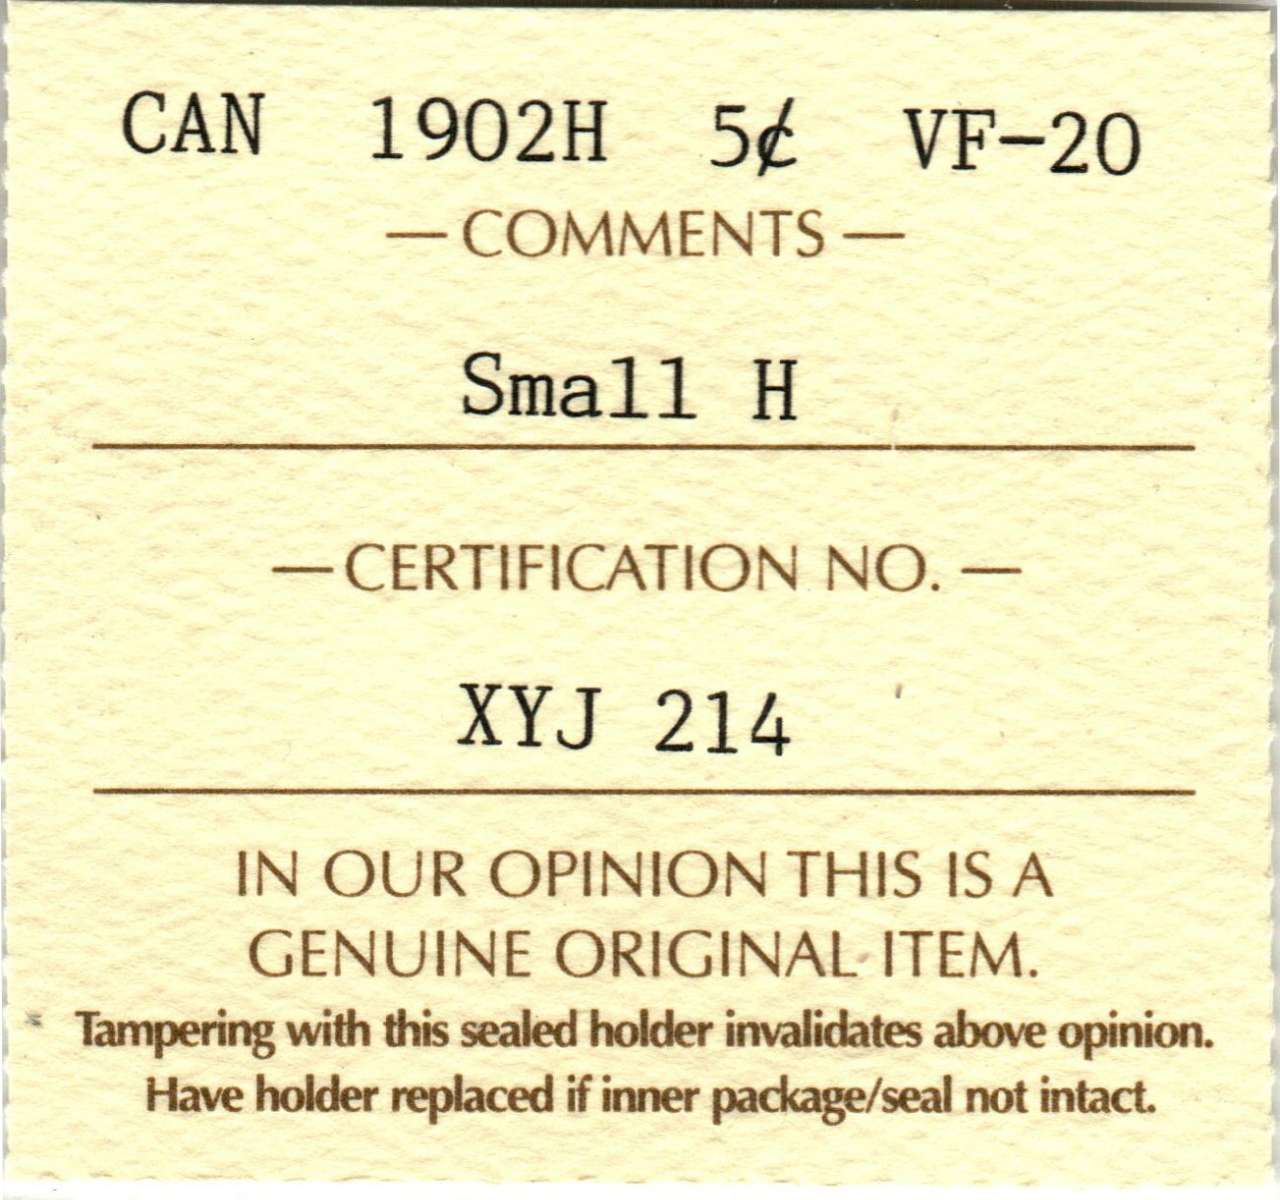 CAN 1902H 5¢ VF-20
— COMMENTS —
Small H
— CERTIFICATION NO. —
XYJ 214
IN OUR OPINION THIS IS A
GENUINE ORIGINAL ITEM.
Tampering with this sealed holder invalidates above opinion.
Have holder replaced if inner package/seal not intact.